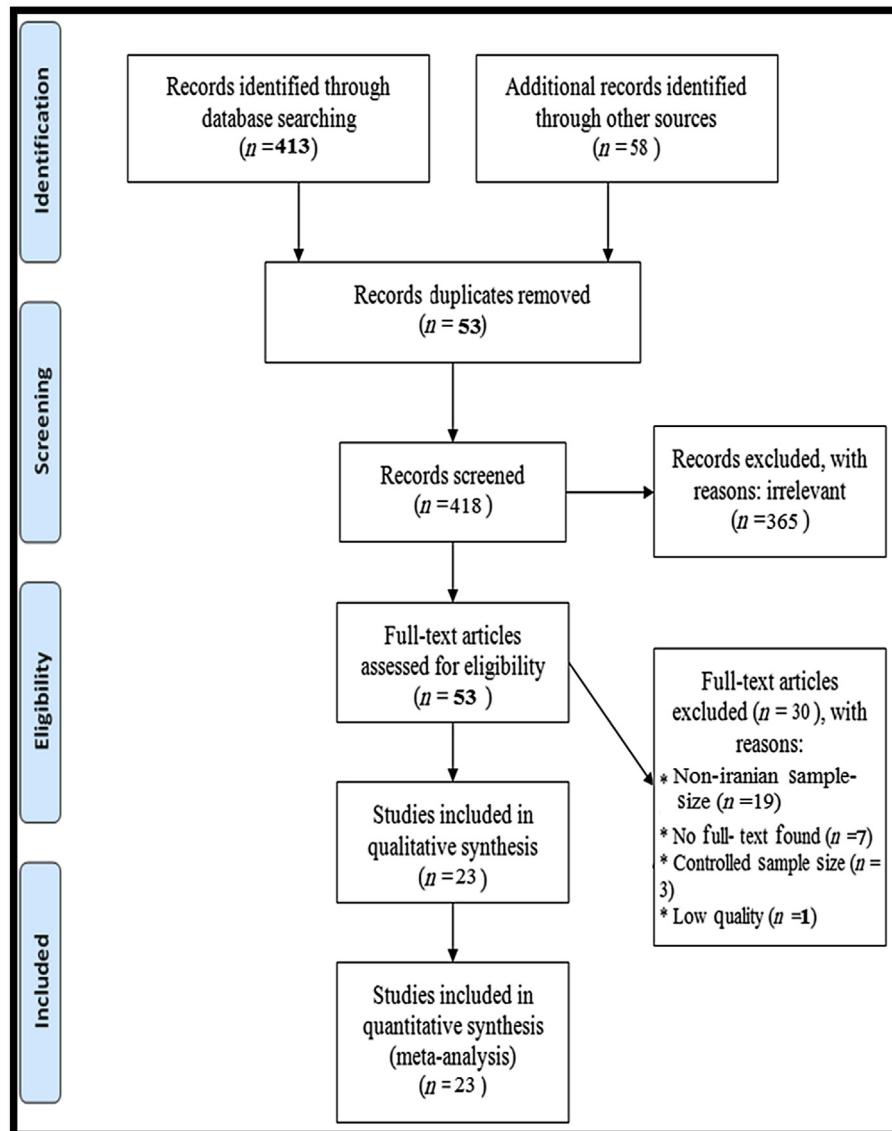 Identification
Records identified through
database searching
(n =413)
Additional records identified
through other sources
(n = 58 )
Records duplicates removed
(n = 53)
Screening
Records screened
(n =418 )
Records excluded, with
reasons: irrelevant
(n =365 )
Eligibility
Full-text articles
assessed for eligibility
(n = 53 )
Full-text articles
excluded (n = 30 ), with
reasons:
* Non-iranian sample-
size (n =19)
* No full- text found (n =7)
* Controlled sample size (n =
3)
* Low quality (n =1)
Studies included in
qualitative synthesis
(n = 23 )
Included
Studies included in
quantitative synthesis
(meta-analysis)
(n = 23 )